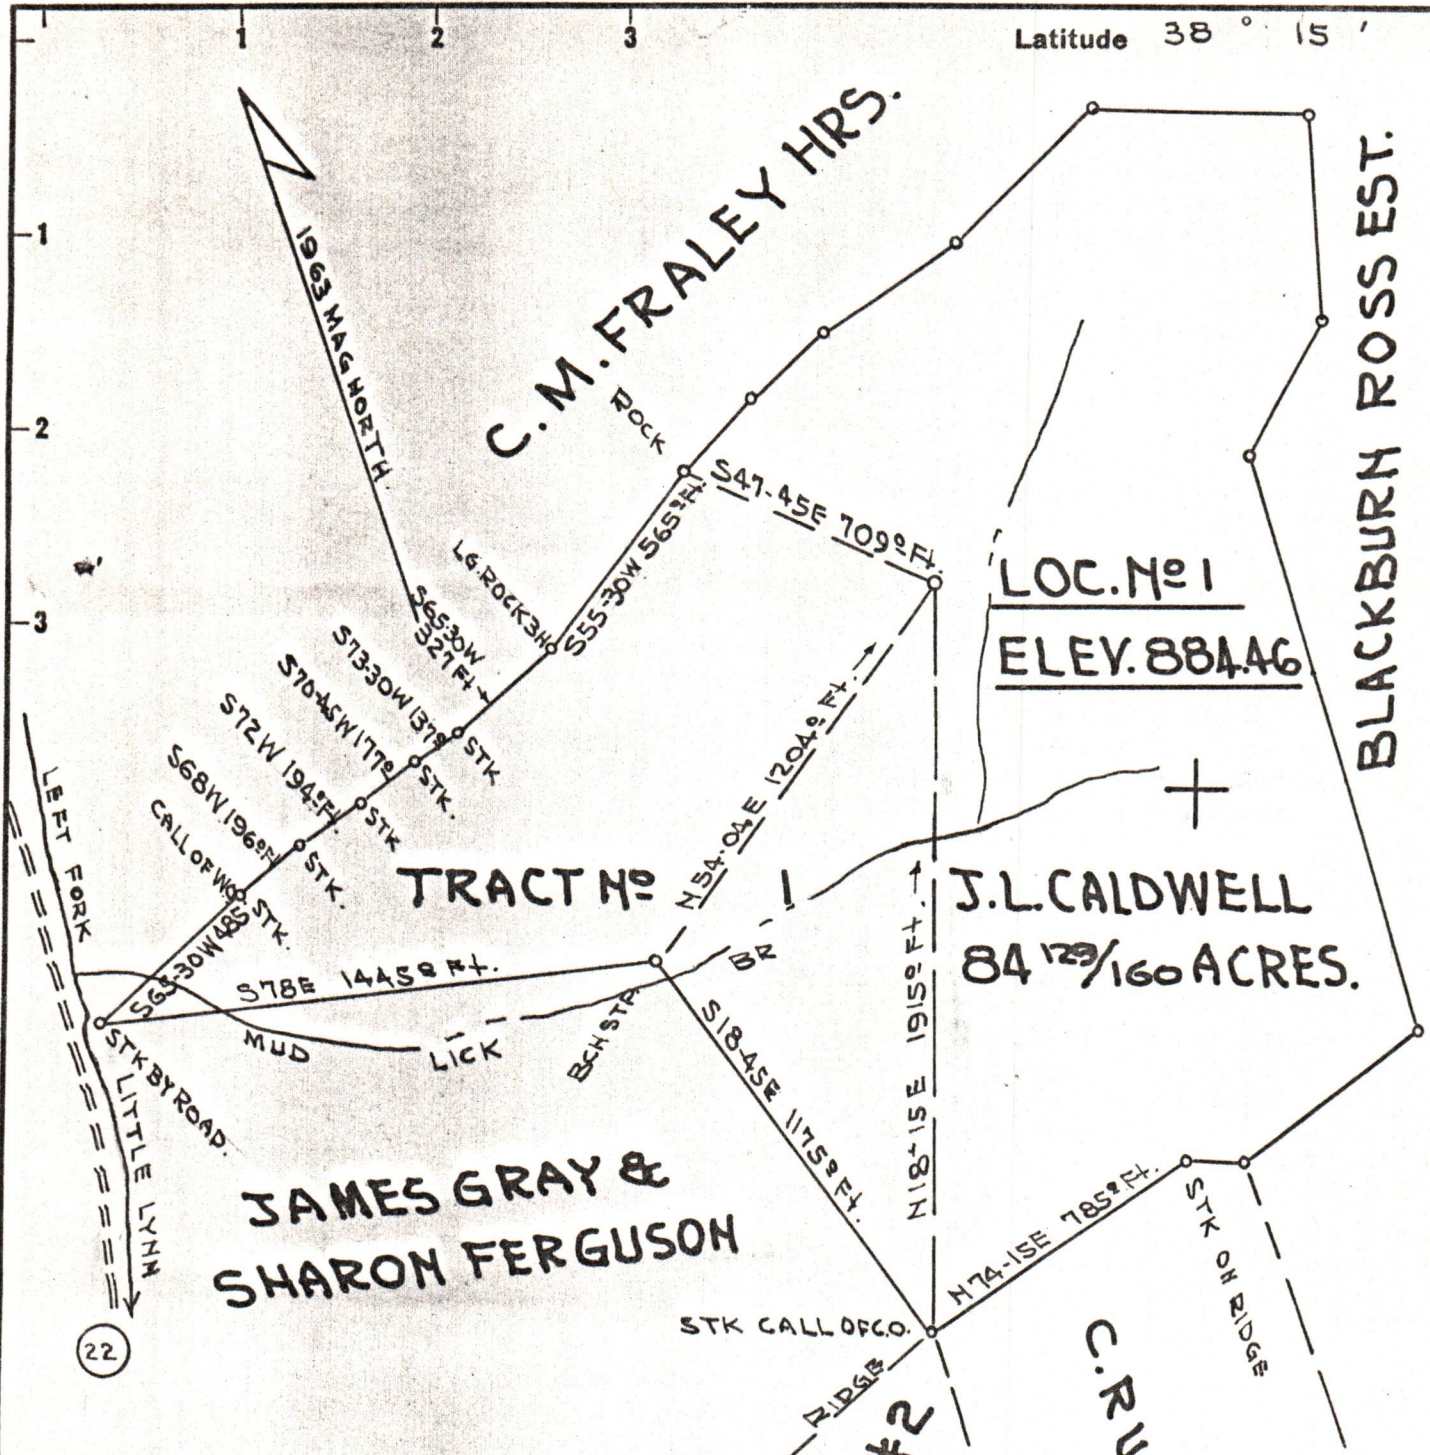 1 2 3
Latitude 38 ° 15 '
1
2
3
1963 MAG NORTH
C. M. FRALEY HRS.
BLACKBURN ROSS EST.
ROCK
S47-45E 709º Ft.
LG. ROCK 3HO
S55-30W 565º Ft.
LOC. Nº 1
ELEV. 884.46
S65-30W
327 Ft
S73-30W 137º
S70-45W 177º
S72W 194º Ft.
S68W 196º Ft
CALL OF WO
STK
STK.
STK
STK.
STK.
S65-30W 485
N 54-04E 1204º Ft.
LEFT FORK
LITTLE LYNN
TRACT Nº 1
J.L. CALDWELL
84 129/160 ACRES.
S78E 1445º Ft.
MUD LICK BR
BCH STP.
STK BY ROAD.
S18-45E 1175º Ft.
N18-15E 1915º Ft.
JAMES GRAY &
SHARON FERGUSON
N74-15E 785º Ft.
STK ON RIDGE
STK CALL OF C.O.
RIDGE
22
#2
C. RU